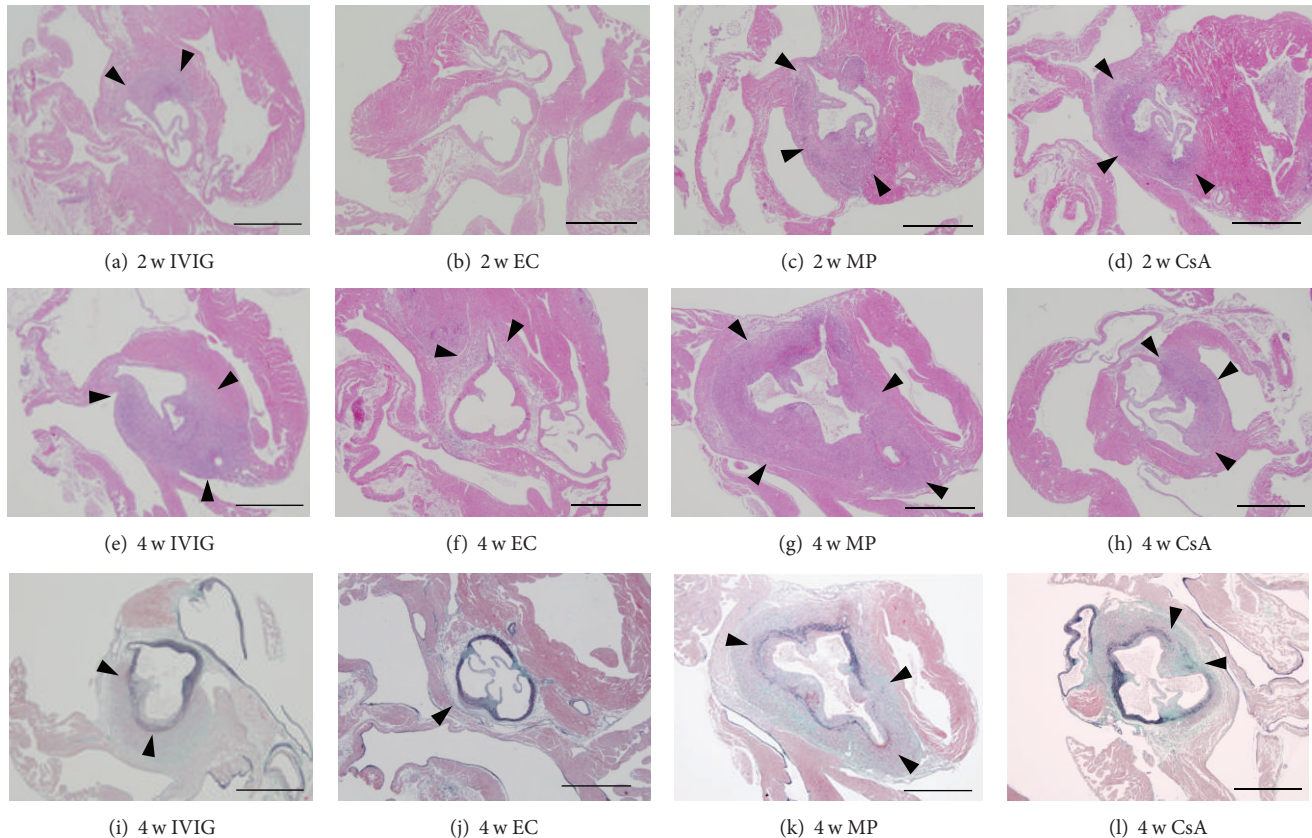 (a) 2 w IVIG
(b) 2 w EC
(c) 2 w MP
(d) 2 w CsA
(e) 4 w IVIG
(f) 4 w EC
(g) 4 w MP
(h) 4 w CsA
(i) 4 w IVIG
(j) 4 w EC
(k) 4 w MP
(l) 4 w CsA